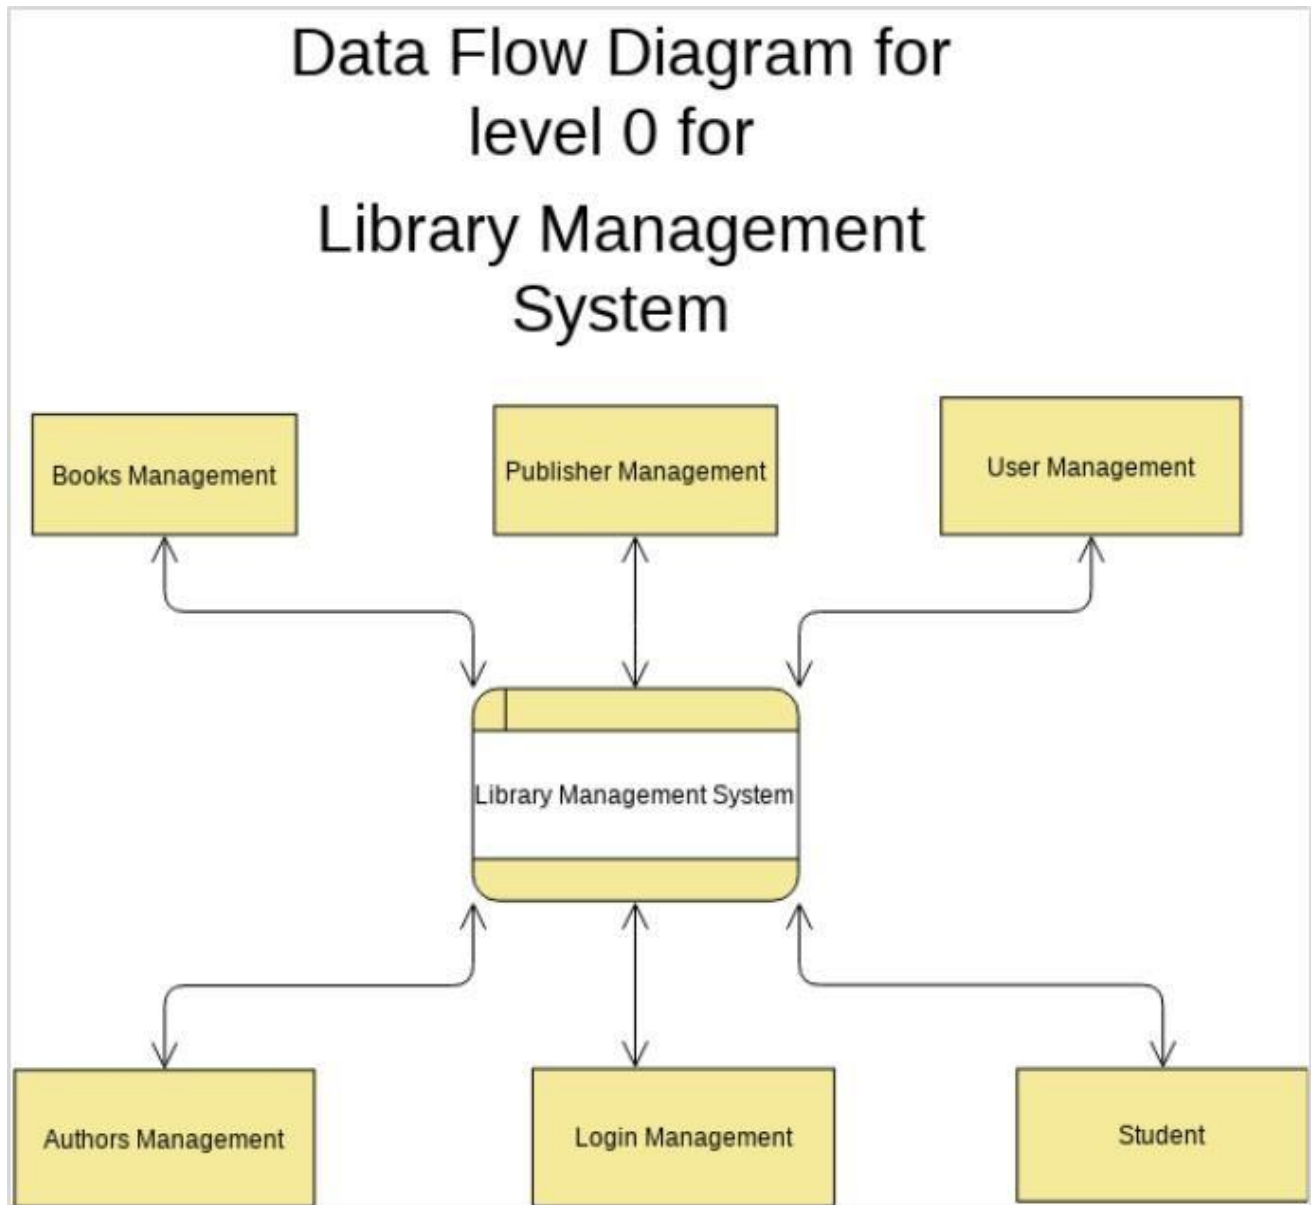 Data Flow Diagram for
level 0 for
Library Management
System
Books Management
Publisher Management
User Management
Library Management System
Authors Management
Login Management
Student